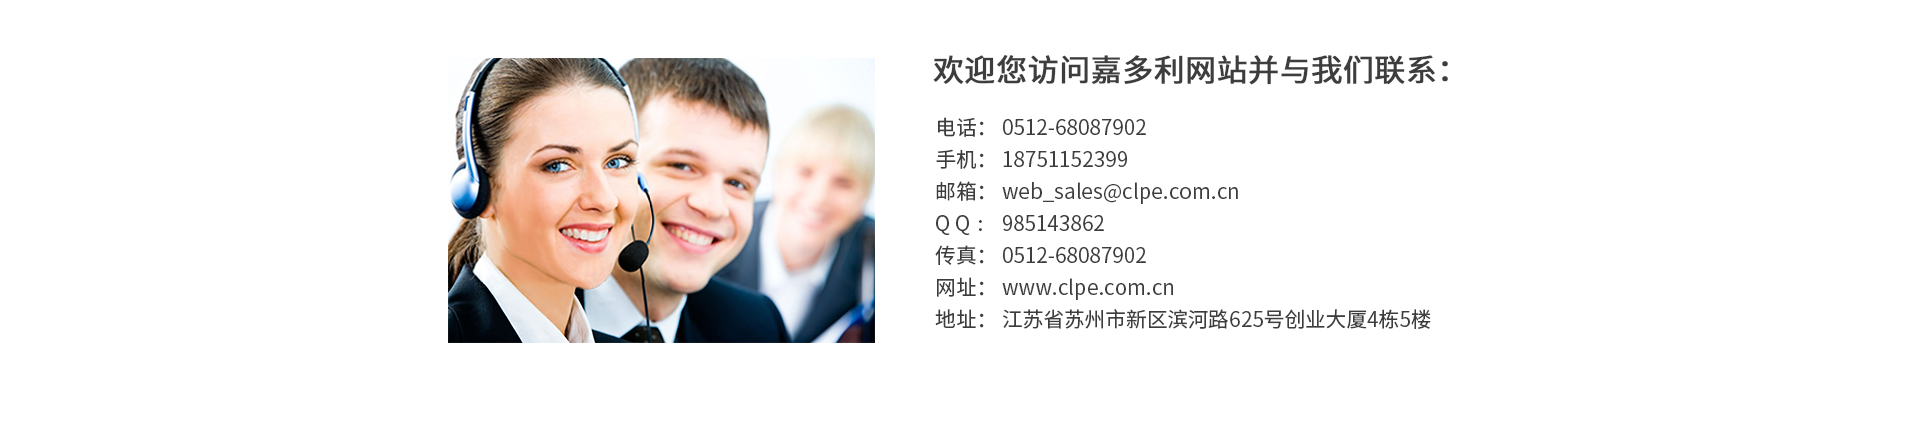 欢迎您访问嘉多利网站并与我们联系：
电话： 0512-68087902
手机： 18751152399
邮箱： web_sales@clpe.com.cn
Q Q ： 985143862
传真： 0512-68087902
网址： www.clpe.com.cn
地址： 江苏省苏州市新区滨河路625号创业大厦4栋5楼